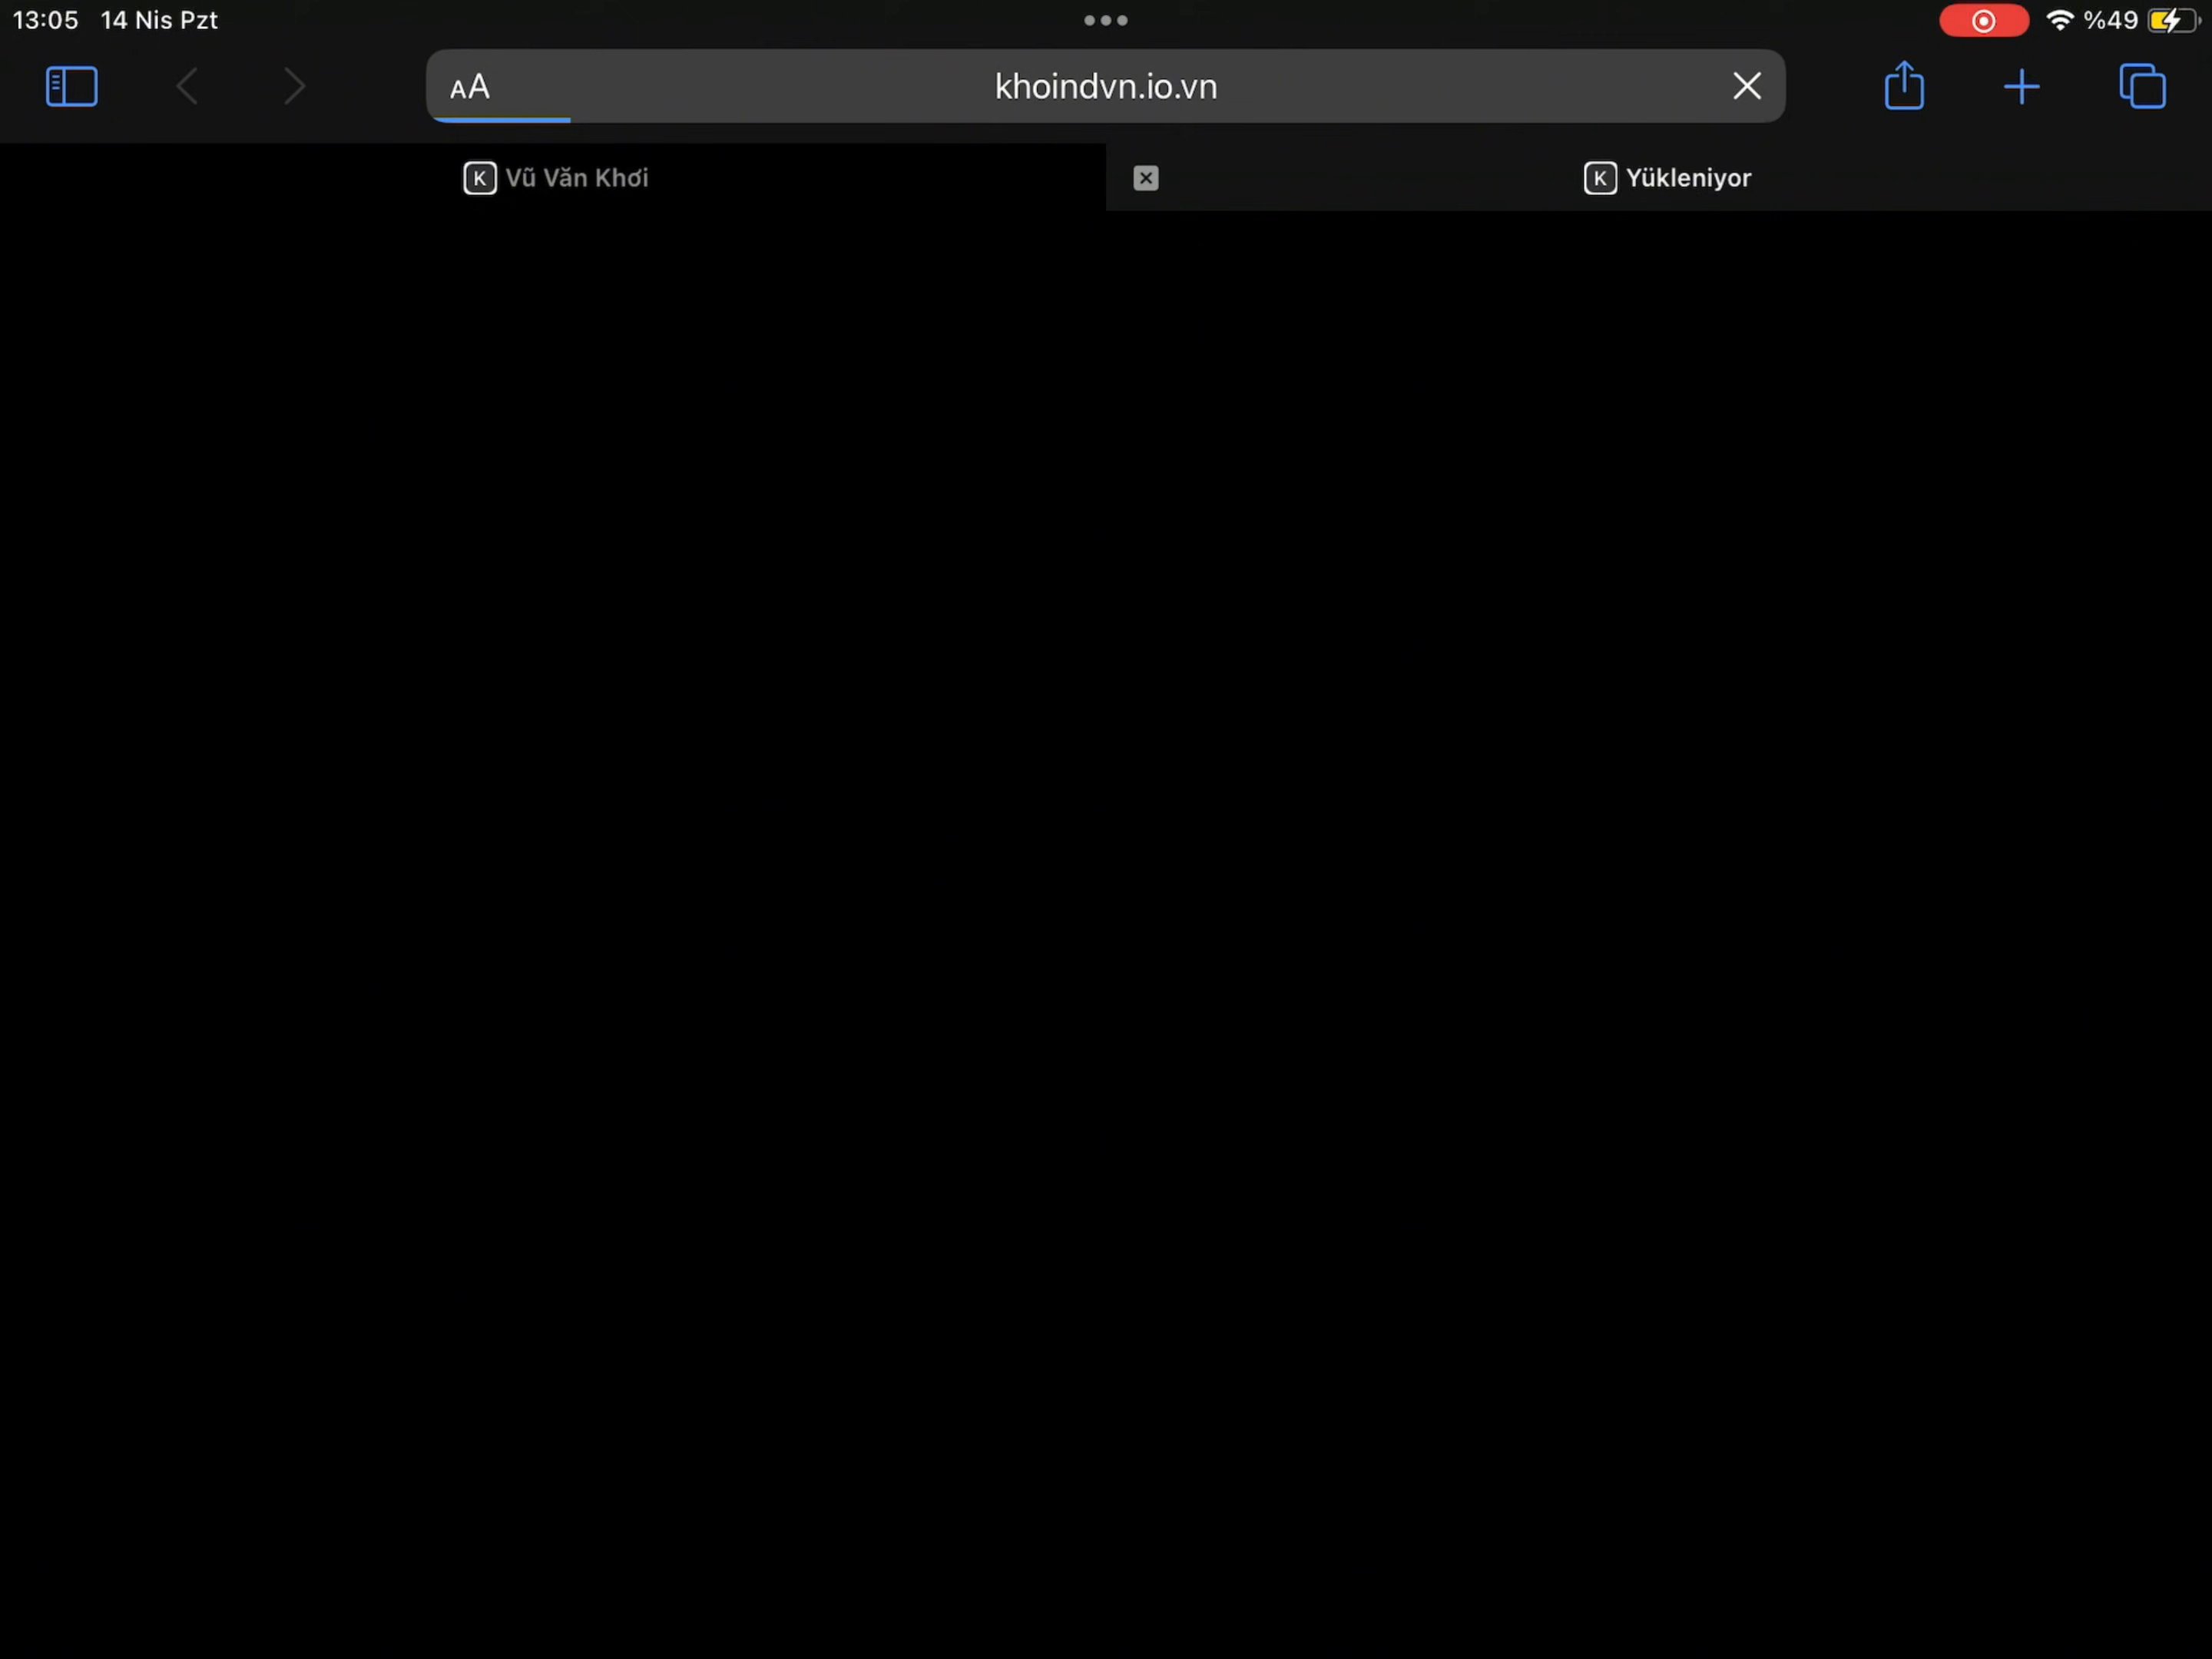 13:05 14 Nis Pzt
%49
AA khoindvn.io.vn
K Vũ Văn Khơi
K Yükleniyor